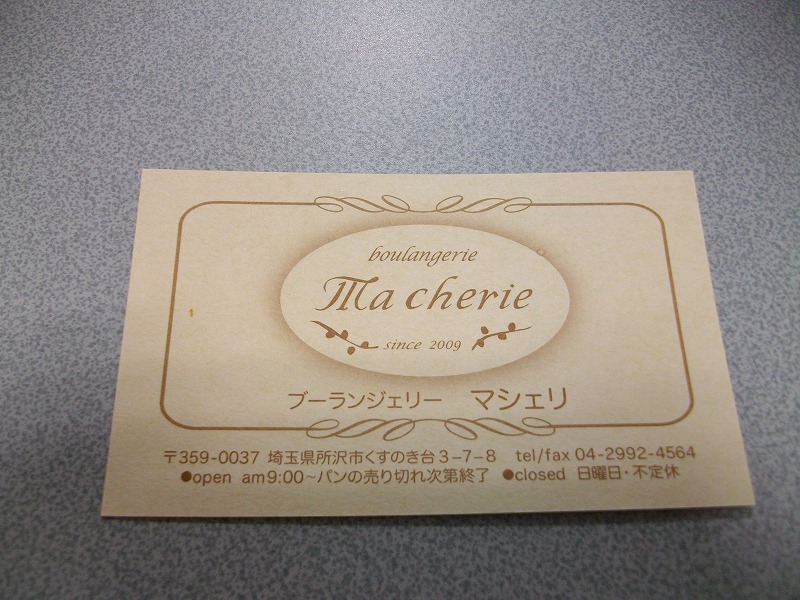 boulangerie
Ma cherie
since 2009
ブーランジェリー　マシェリ
〒359-0037 埼玉県所沢市くすのき台3-7-8　tel/fax 04-2992-4564
●open am9:00~パンの売り切れ次第終了　●closed 日曜日・不定休